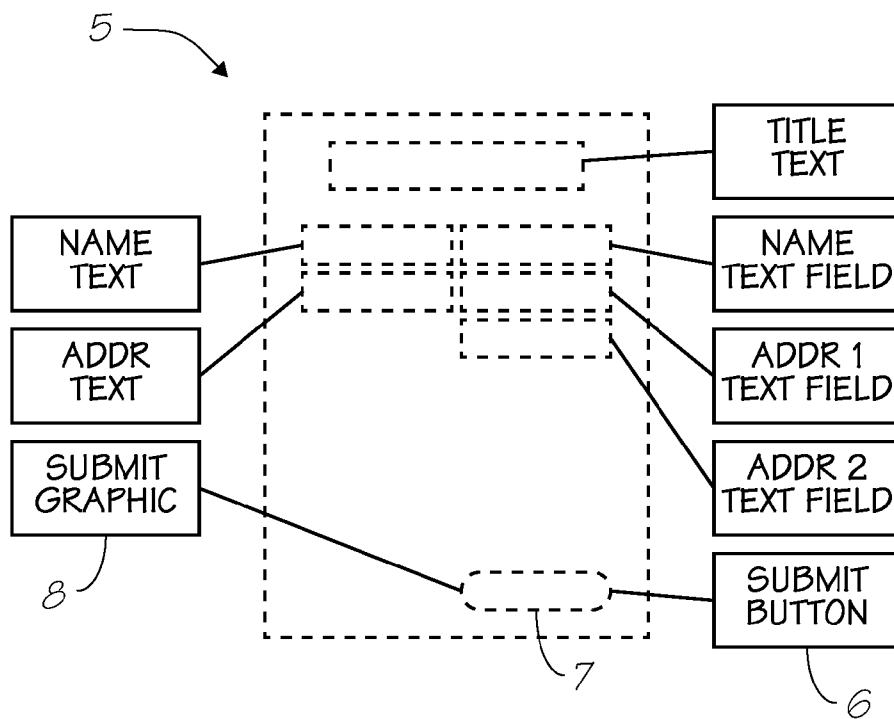 5
TITLE
TEXT
NAME
TEXT
NAME
TEXT FIELD
ADDR
TEXT
ADDR 1
TEXT FIELD
SUBMIT
GRAPHIC
ADDR 2
TEXT FIELD
SUBMIT
BUTTON
8
7
6